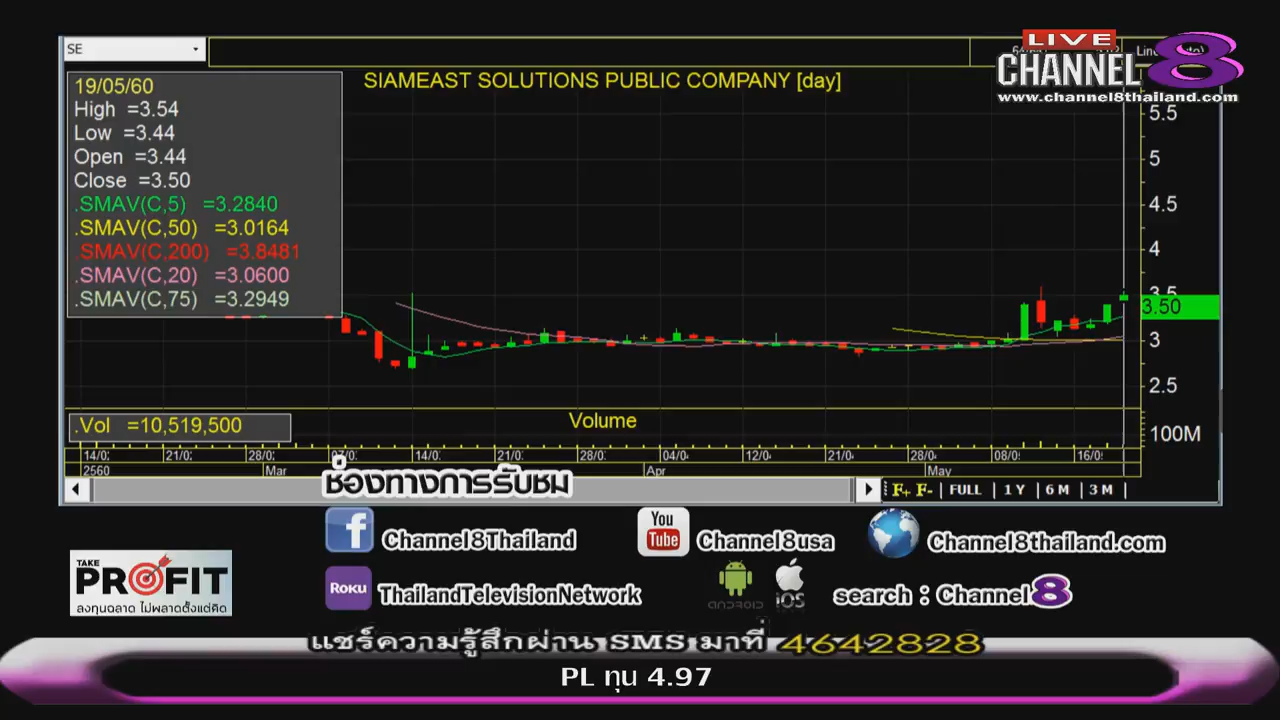 SE
LIVE
CHANNEL 8
www.channel8thailand.com
19/05/60
High =3.54
Low =3.44
Open =3.44
Close =3.50
.SMAV(C,5) =3.2840
.SMAV(C,50) =3.0164
.SMAV(C,200) =3.8481
.SMAV(C,20) =3.0600
.SMAV(C,75) =3.2949
SIAMEAST SOLUTIONS PUBLIC COMPANY [day]
5.5
5
4.5
4
3.5
3.50
3
2.5
.Vol =10,519,500
Volume
100M
14/0 21/0 28/0 07/0 14/0 21/0 28/0 04/0 12/0 21/0 28/0 08/0 16/0
2560 Mar Apr May
F+ F- FULL 1 Y 6 M 3 M
ช่องทางการรับชม
Channel8Thailand
You Tube Channel8usa
Channel8thailand.com
ROKU ThailandTelevisionNetwork
ANDROID iOS
search : Channel8
TAKE PROFIT
ลงทุนฉลาด ไม่พลาดตั้งแต่คิด
แชร์ความรู้สึกผ่าน SMS มาที่ 4642828
PL ทุน 4.97